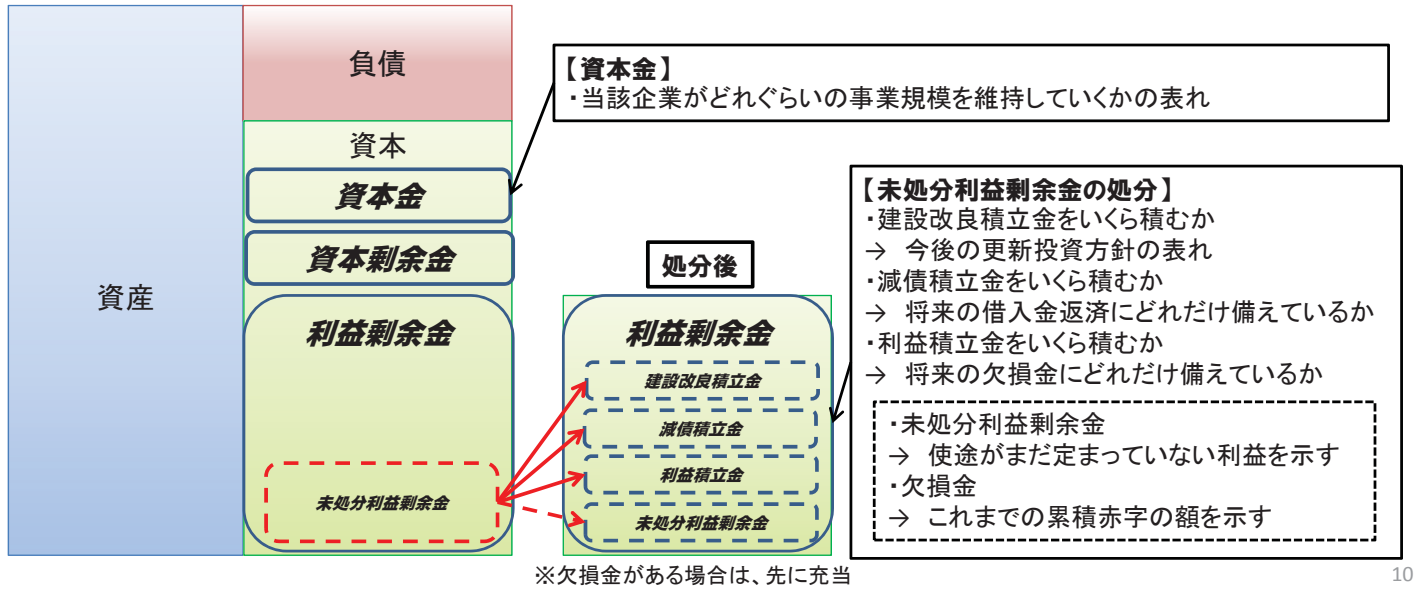 負債
【資本金】
・当該企業がどれぐらいの事業規模を維持していくかの表れ
資本
資本金
資本剰余金
資産
利益剰余金
未処分利益剰余金
処分後
利益剰余金
建設改良積立金
減債積立金
利益積立金
未処分利益剰余金
【未処分利益剰余金の処分】
・建設改良積立金をいくら積むか
→ 今後の更新投資方針の表れ
・減債積立金をいくら積むか
→ 将来の借入金返済にどれだけ備えているか
・利益積立金をいくら積むか
→ 将来の欠損金にどれだけ備えているか
・未処分利益剰余金
→ 使途がまだ定まっていない利益を示す
・欠損金
→ これまでの累積赤字の額を示す
※欠損金がある場合は、先に充当
10